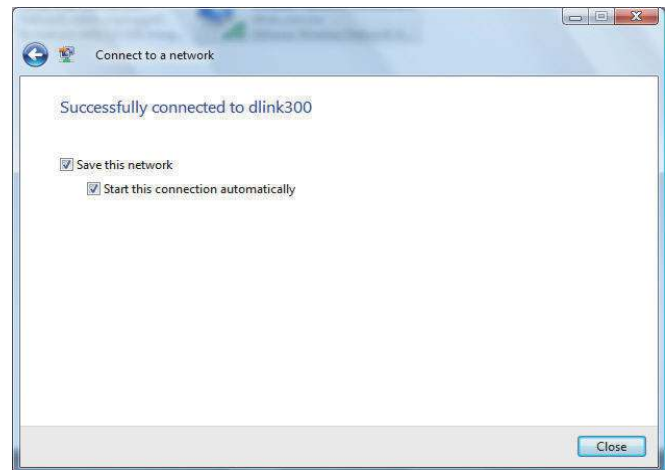 Connect to a network
Successfully connected to dlink300
Save this network
Start this connection automatically
Close